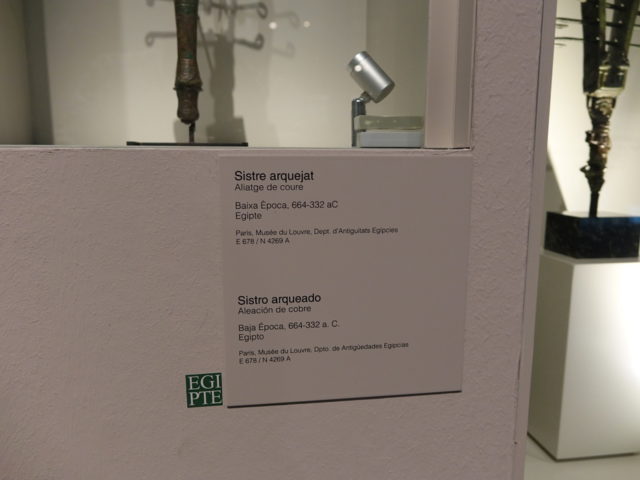 Sistre arquejat
Aliatge de coure
Baixa Època, 664-332 aC
Egipte
Paris, Musée du Louvre, Dept. d'Antiguitats Egípcies
E 678 / N 4269 A
Sistro arqueado
Aleación de cobre
Baja Época, 664-332 a. C.
Egipto
Paris, Musée du Louvre, Dpto. de Antigüedades Egipcias
E 678 / N 4269 A
EGI
PTE